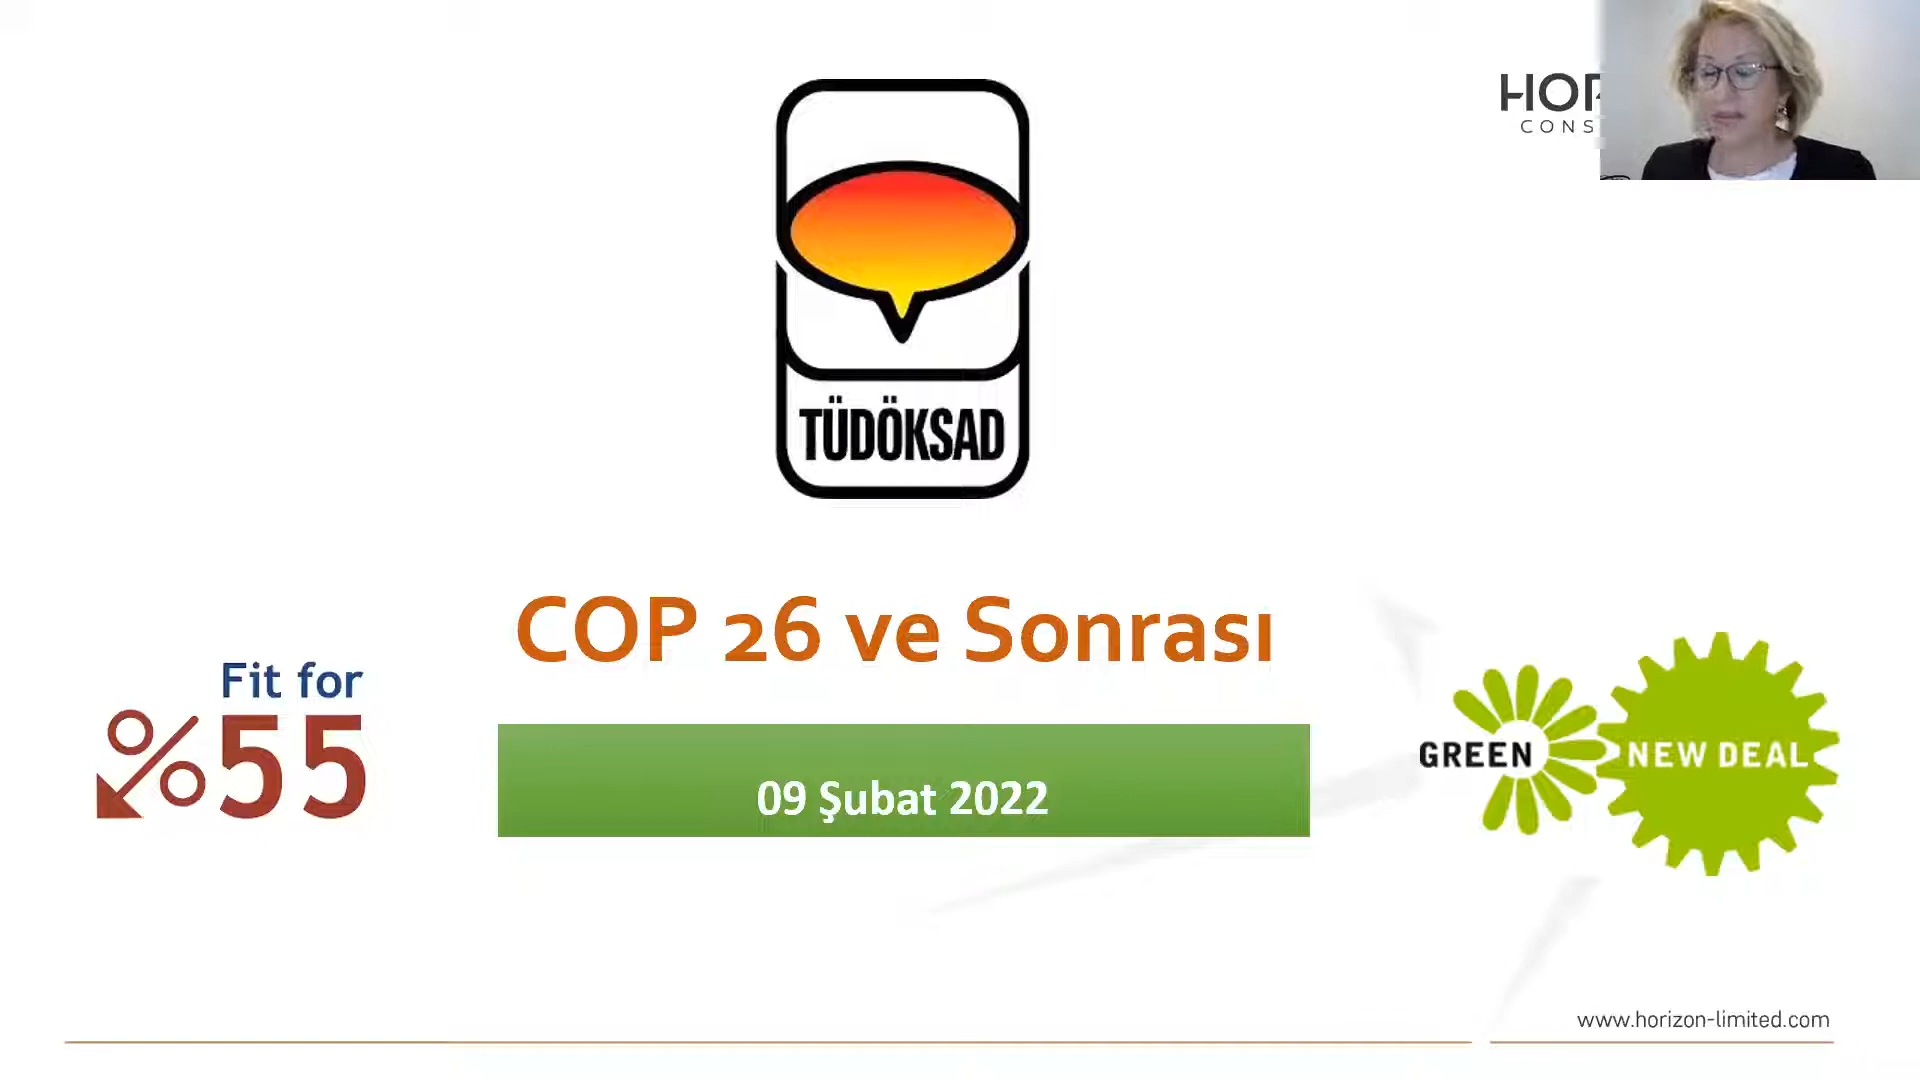 TÜDÖKSAD
COP 26 ve Sonrası
Fit for
%55
09 Şubat 2022
GREEN NEW DEAL
www.horizon-limited.com